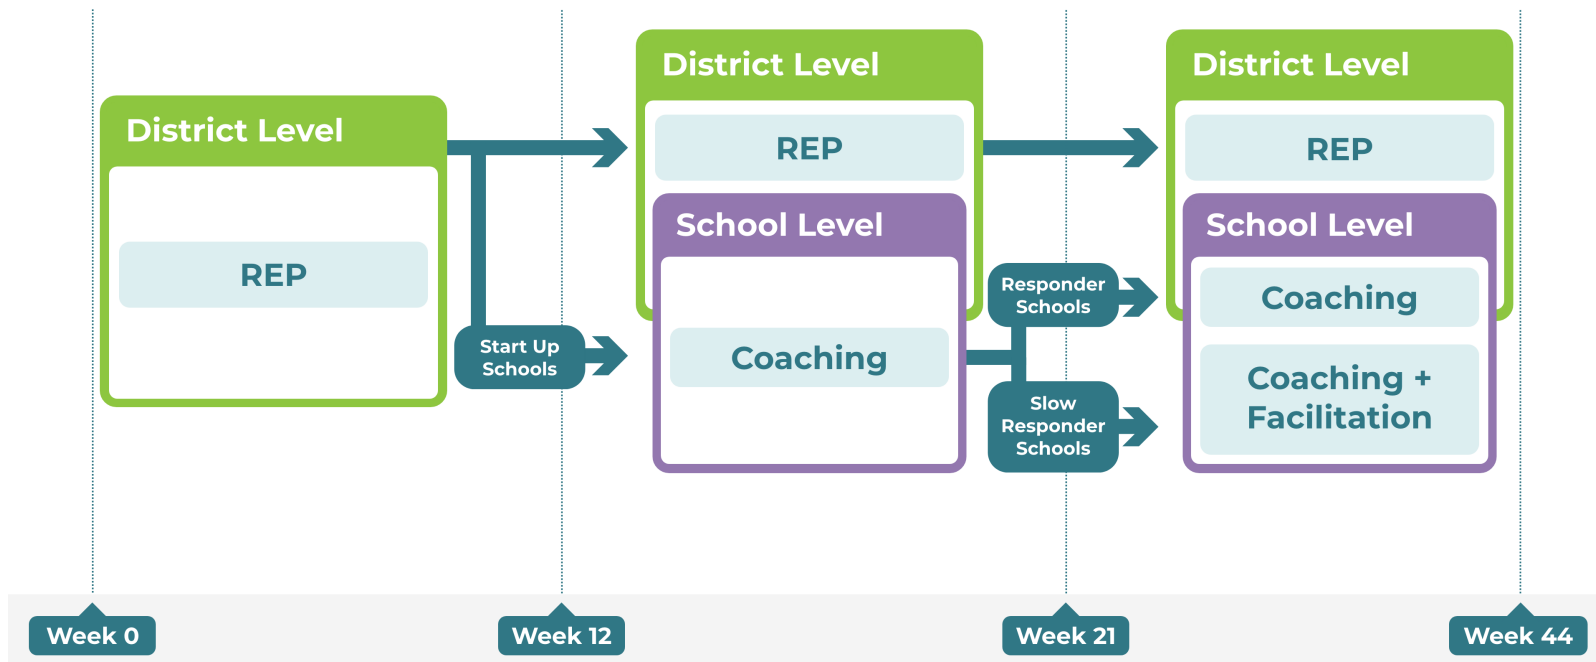 District Level
REP
Start Up
Schools
District Level
REP
School Level
Coaching
Responder
Schools
Slow
Responder
Schools
District Level
REP
School Level
Coaching
Coaching +
Facilitation
Week 0
Week 12
Week 21
Week 44